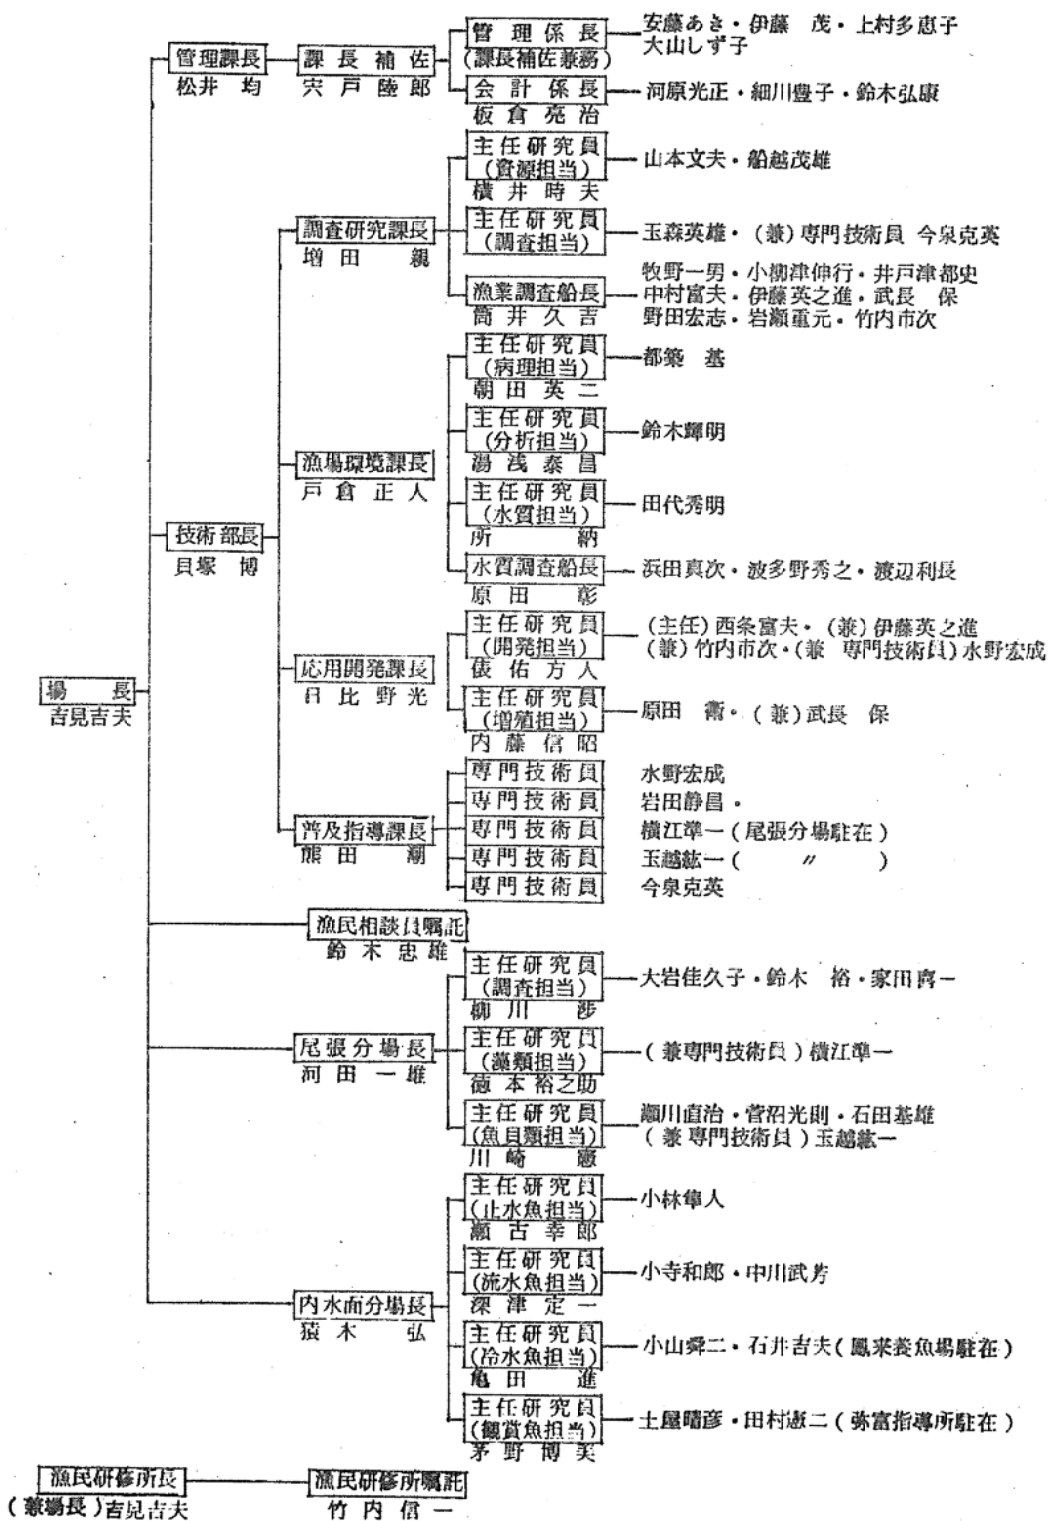 場長
吉見吉夫
管理課長
松井 均
課長補佐
宍戸陸郎
管理係長
(課長補佐兼務)
安藤あき・伊藤 茂・上村多恵子
大山しず子
会計係長
板倉亮治
河原光正・細川豊子・鈴木弘康
技術部長
貝塚 博
調査研究課長
増田 親
主任研究員
(資源担当)
横井時夫
山本文夫・船越茂雄
主任研究員
(調査担当)
玉森英雄・(兼)専門技術員 今泉克英
漁業調査船長
筒井久吉
牧野一男・小柳津伸行・井戸津都史
中村富夫・伊藤英之進・武長 保
野田宏志・岩瀬重元・竹内市次
漁場環境課長
戸倉正人
主任研究員
(病理担当)
朝田英二
都築 基
主任研究員
(分析担当)
湯浅泰昌
鈴木輝明
主任研究員
(水質担当)
所 納
田代秀明
水質調査船長
原田 彰
浜田真次・波多野秀之・渡辺利長
応用開発課長
日比野光
主任研究員
(開発担当)
俵佑方人
(主任)西条富夫・(兼)伊藤英之進
(兼)竹内市次・(兼 専門技術員)水野宏成
主任研究員
(増殖担当)
内藤信昭
原田 衛・(兼)武長 保
普及指導課長
熊田 潮
専門技術員 水野宏成
専門技術員 岩田静昌・
専門技術員 横江準一(尾張分場駐在)
専門技術員 玉越紘一( 〃 )
専門技術員 今泉克英
漁民相談員嘱託
鈴木忠雄
尾張分場長
河田一雄
主任研究員
(調査担当)
柳川 渉
大岩佳久子・鈴木 裕・家田喜一
主任研究員
(藻類担当)
徳本裕之助
(兼専門技術員)横江準一
主任研究員
(魚貝類担当)
川崎 憲
瀬川直治・菅沼光則・石田基雄
(兼専門技術員)玉越紘一
内水面分場長
猿木 弘
主任研究員
(止水魚担当)
瀬古幸郎
小林隼人
主任研究員
(流水魚担当)
深津定一
小寺和郎・中川武芳
主任研究員
(冷水魚担当)
亀田 進
小山舜二・石井吉夫(鳳来養魚場駐在)
主任研究員
(観賞魚担当)
茅野博美
土屋晴彦・田村憲二(弥富指導所駐在)
漁民研修所長
(兼場長)吉見吉夫
漁民研修所嘱託
竹内信一